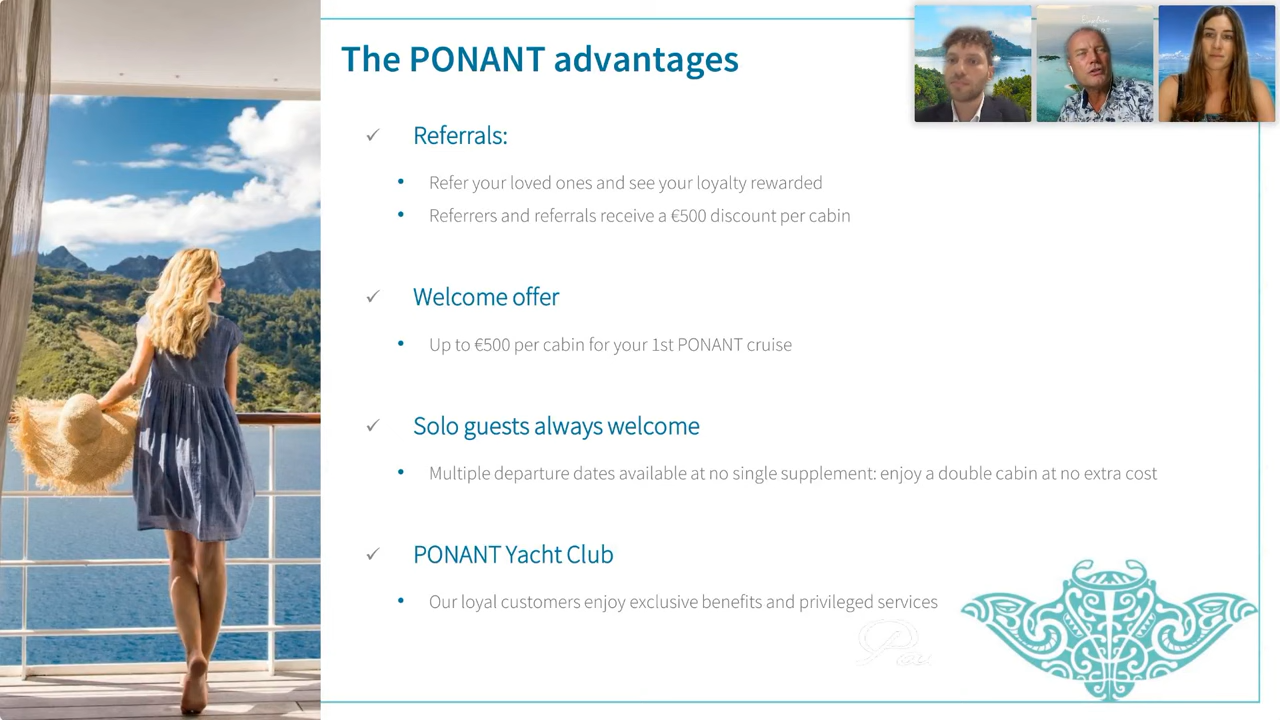 The PONANT advantages
Referrals:
Refer your loved ones and see your loyalty rewarded
Referrers and referrals receive a €500 discount per cabin
Welcome offer
Up to €500 per cabin for your 1st PONANT cruise
Solo guests always welcome
Multiple departure dates available at no single supplement: enjoy a double cabin at no extra cost
PONANT Yacht Club
Our loyal customers enjoy exclusive benefits and privileged services